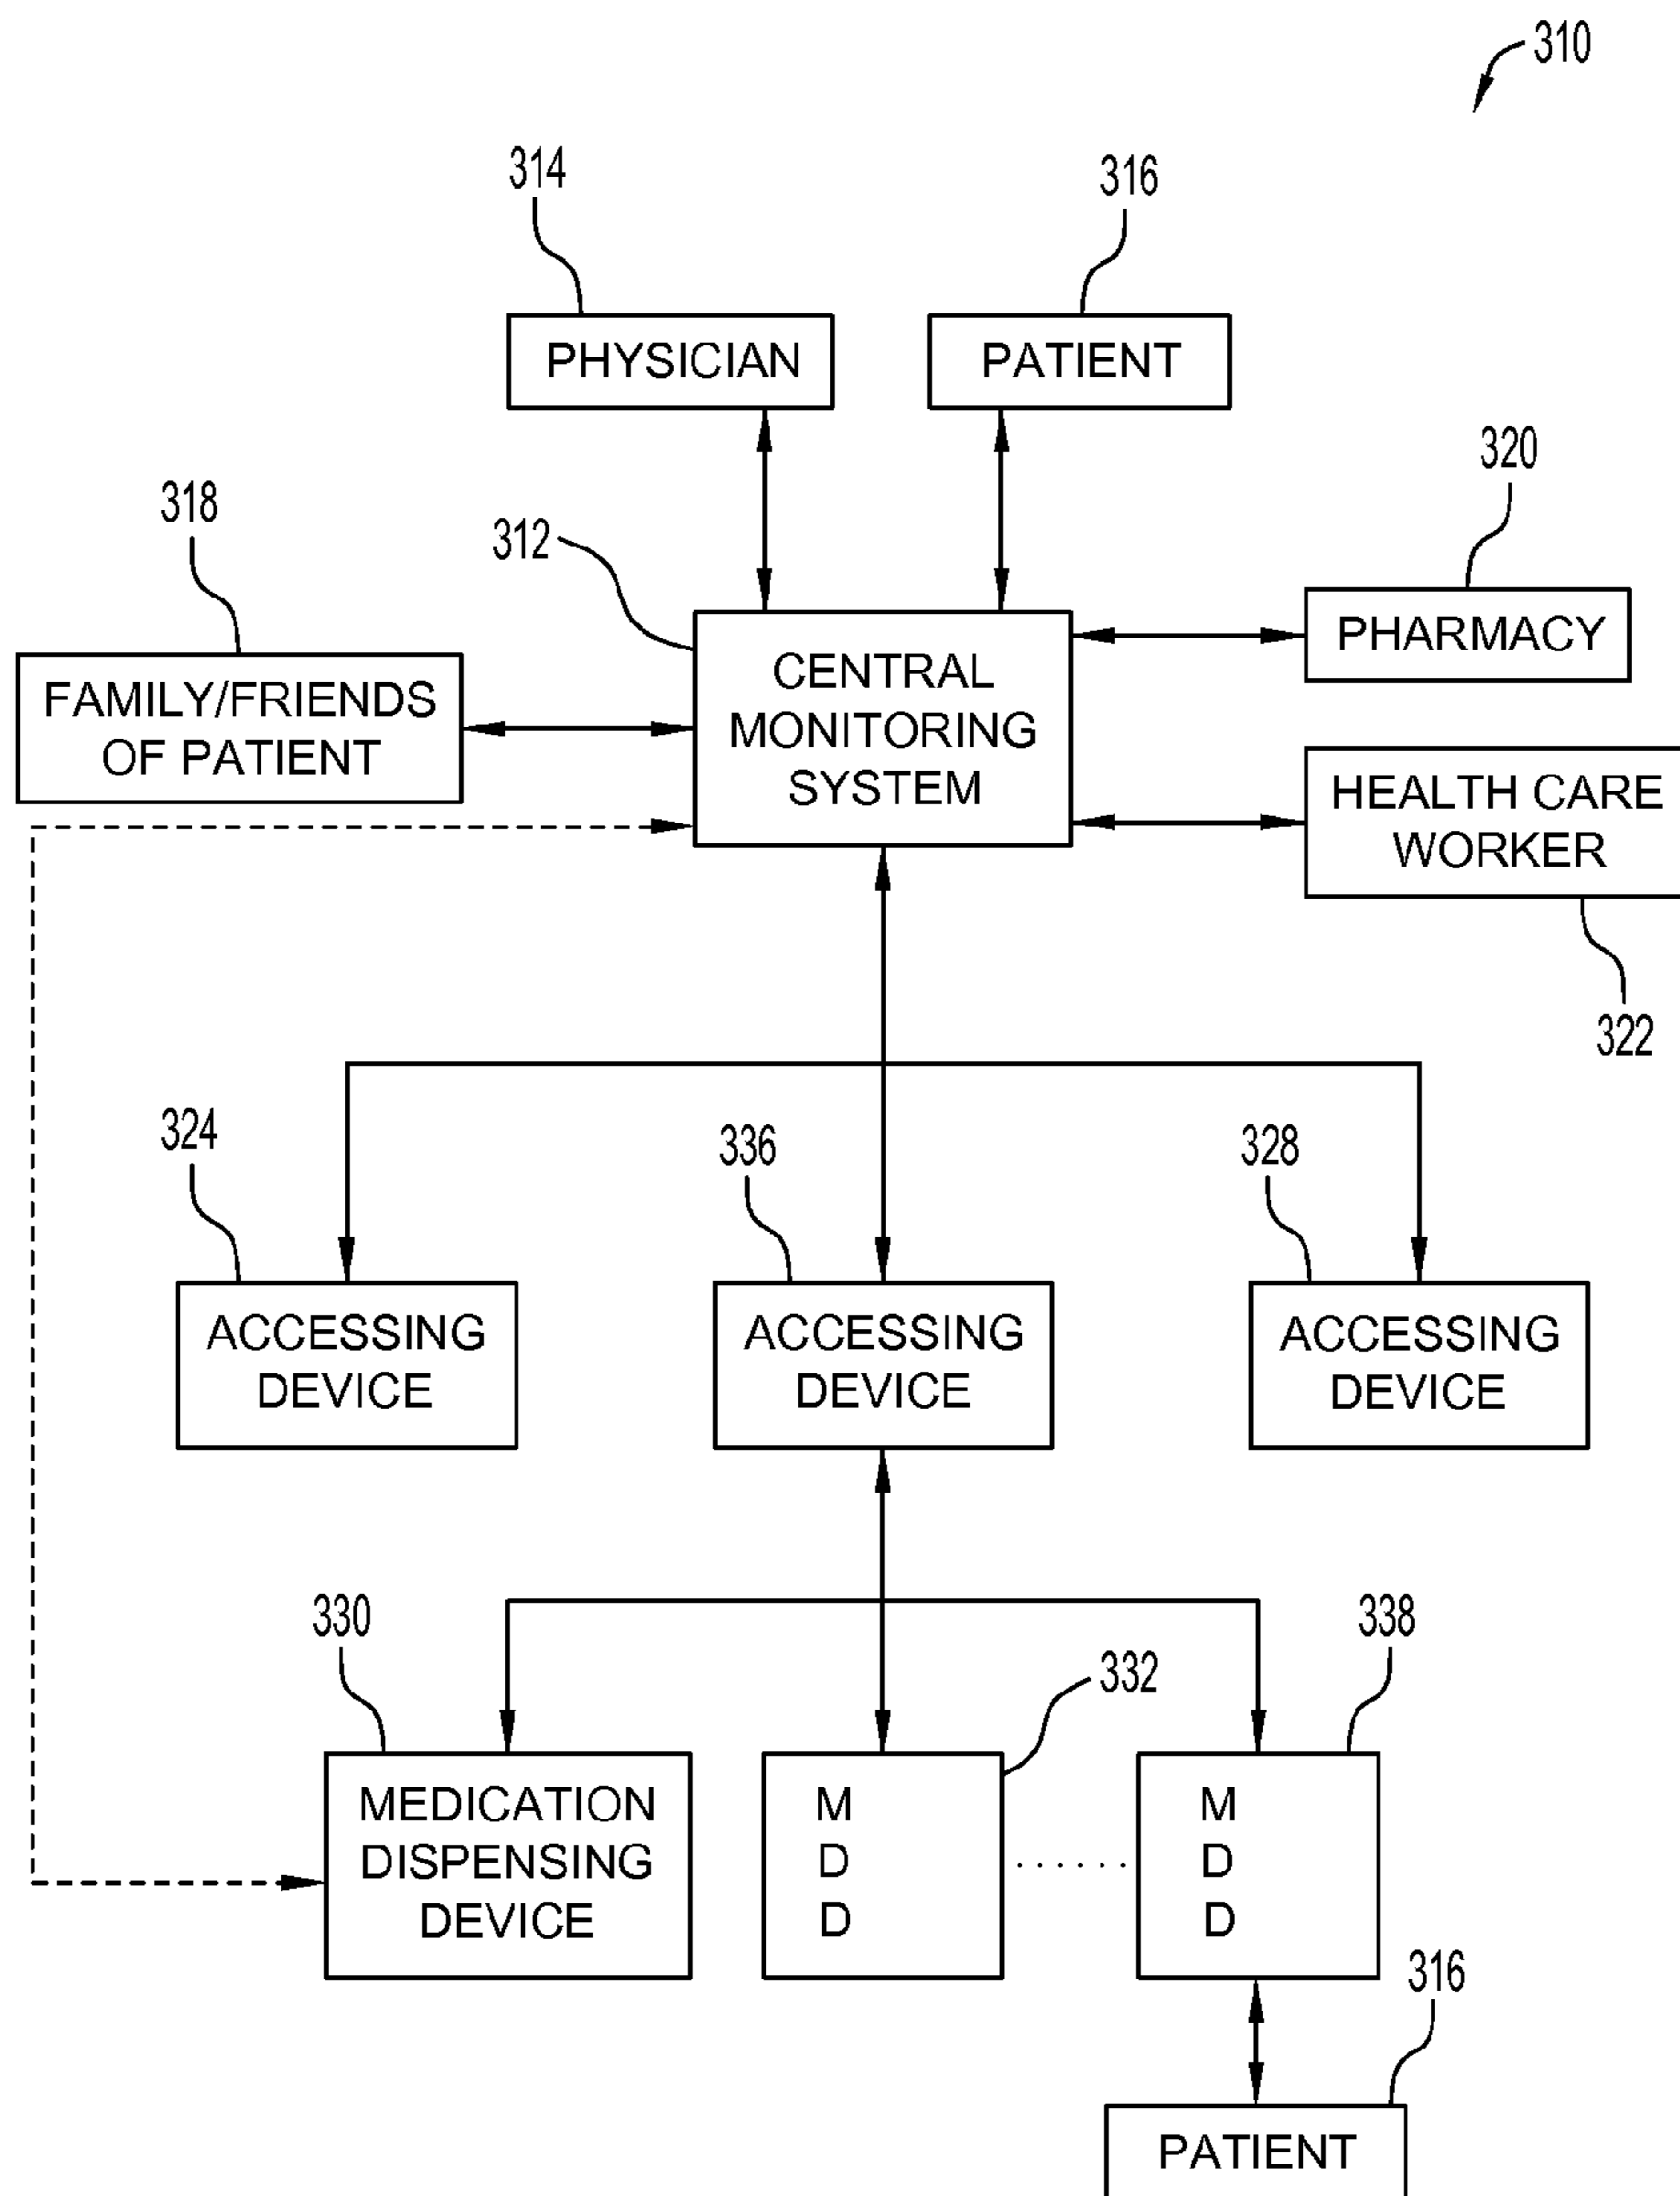 310
314
316
PHYSICIAN
PATIENT
320
318
312
PHARMACY
FAMILY/FRIENDS
OF PATIENT
CENTRAL
MONITORING
SYSTEM
HEALTH CARE
WORKER
322
324
336
328
ACCESSING
DEVICE
ACCESSING
DEVICE
ACCESSING
DEVICE
330
332
338
MEDICATION
DISPENSING
DEVICE
M
D
D
......
M
D
D
316
PATIENT